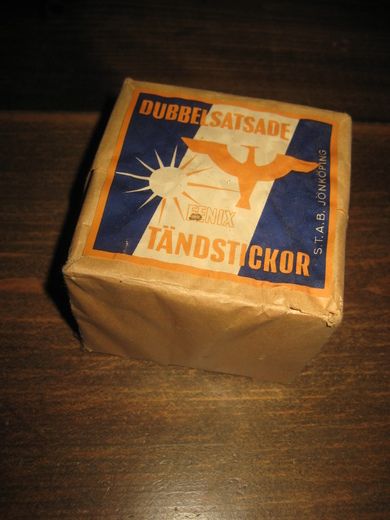 DUBBELSATSADE
FENIX
TÄNDSTICKOR
S.T.A.B. JÖNKÖPING